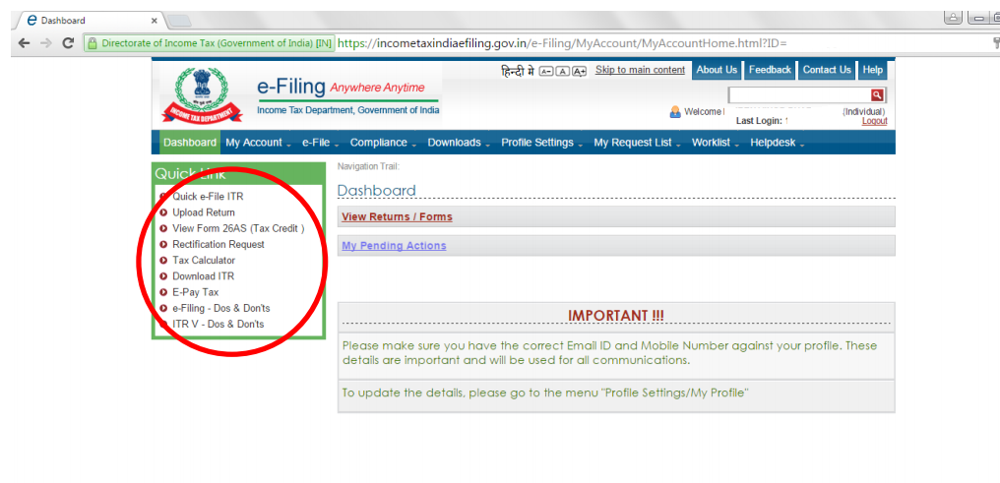 e Dashboard ×
Directorate of Income Tax (Government of India) [IN] https://incometaxindiaefiling.gov.in/e-Filing/MyAccount/MyAccountHome.html?ID=
हिन्दी में A- A A+ Skip to main content About Us Feedback Contact Us Help
INCOME TAX DEPARTMENT
e-Filing Anywhere Anytime
Income Tax Department, Government of India
Welcome (Individual)
Last Login: Logout
Dashboard My Account e-File Compliance Downloads Profile Settings My Request List Worklist Helpdesk
Quick Link
Quick e-File ITR
Upload Return
View Form 26AS (Tax Credit )
Rectification Request
Tax Calculator
Download ITR
E-Pay Tax
e-Filing - Dos & Don'ts
ITR V - Dos & Don'ts
Navigation Trail:
Dashboard
View Returns / Forms
My Pending Actions
IMPORTANT !!!
Please make sure you have the correct Email ID and Mobile Number against your profile. These
details are important and will be used for all communications.
To update the details, please go to the menu "Profile Settings/My Profile"